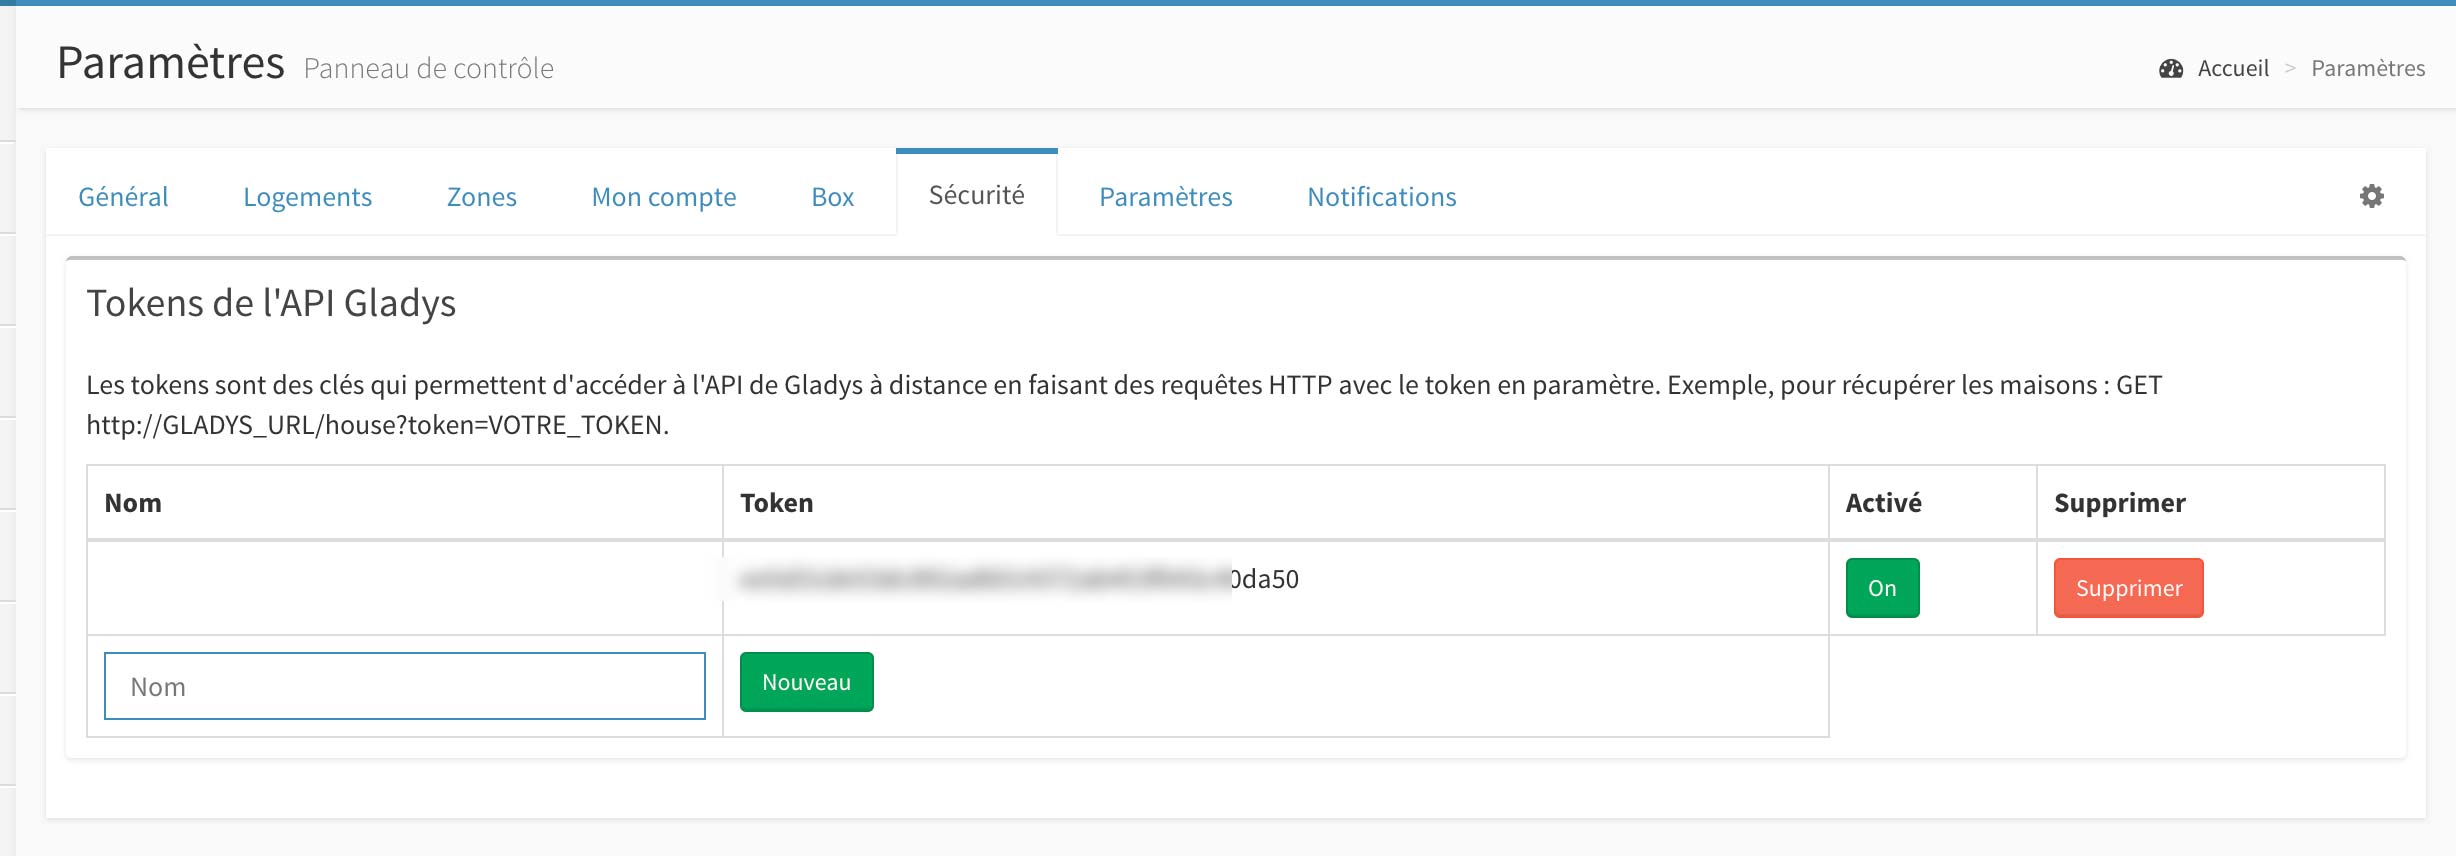 Paramètres Panneau de contrôle
Accueil > Paramètres
Général Logements Zones Mon compte Box Sécurité Paramètres Notifications
Tokens de l'API Gladys
Les tokens sont des clés qui permettent d'accéder à l'API de Gladys à distance en faisant des requêtes HTTP avec le token en paramètre. Exemple, pour récupérer les maisons : GET
http://GLADYS_URL/house?token=VOTRE_TOKEN.
Nom Token Activé Supprimer
0da50 On Supprimer
Nom Nouveau